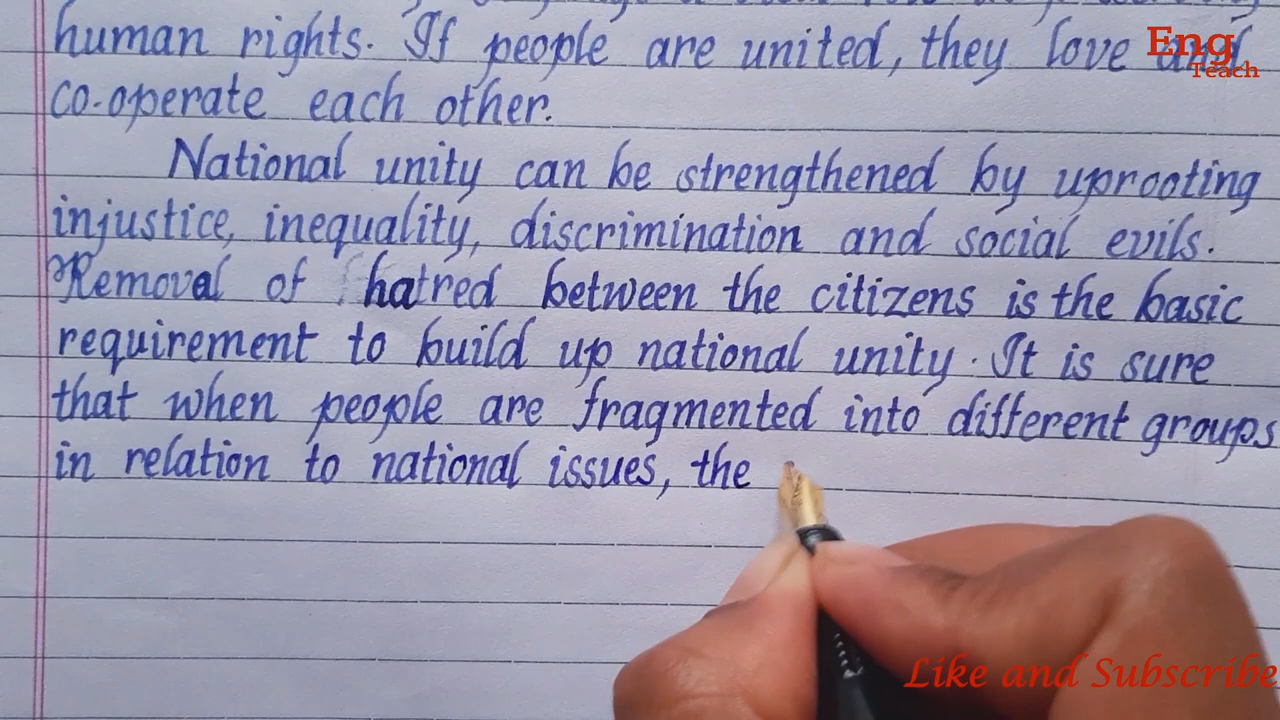 human rights. If people are united, they love and
co-operate each other.
National unity can be strengthened by uprooting
injustice, inequality, discrimination and social evils.
Removal of hatred between the citizens is the basic
requirement to build up national unity. It is sure
that when people are fragmented into different groups
in relation to national issues, the
Eng
Teach
Like and Subscribe